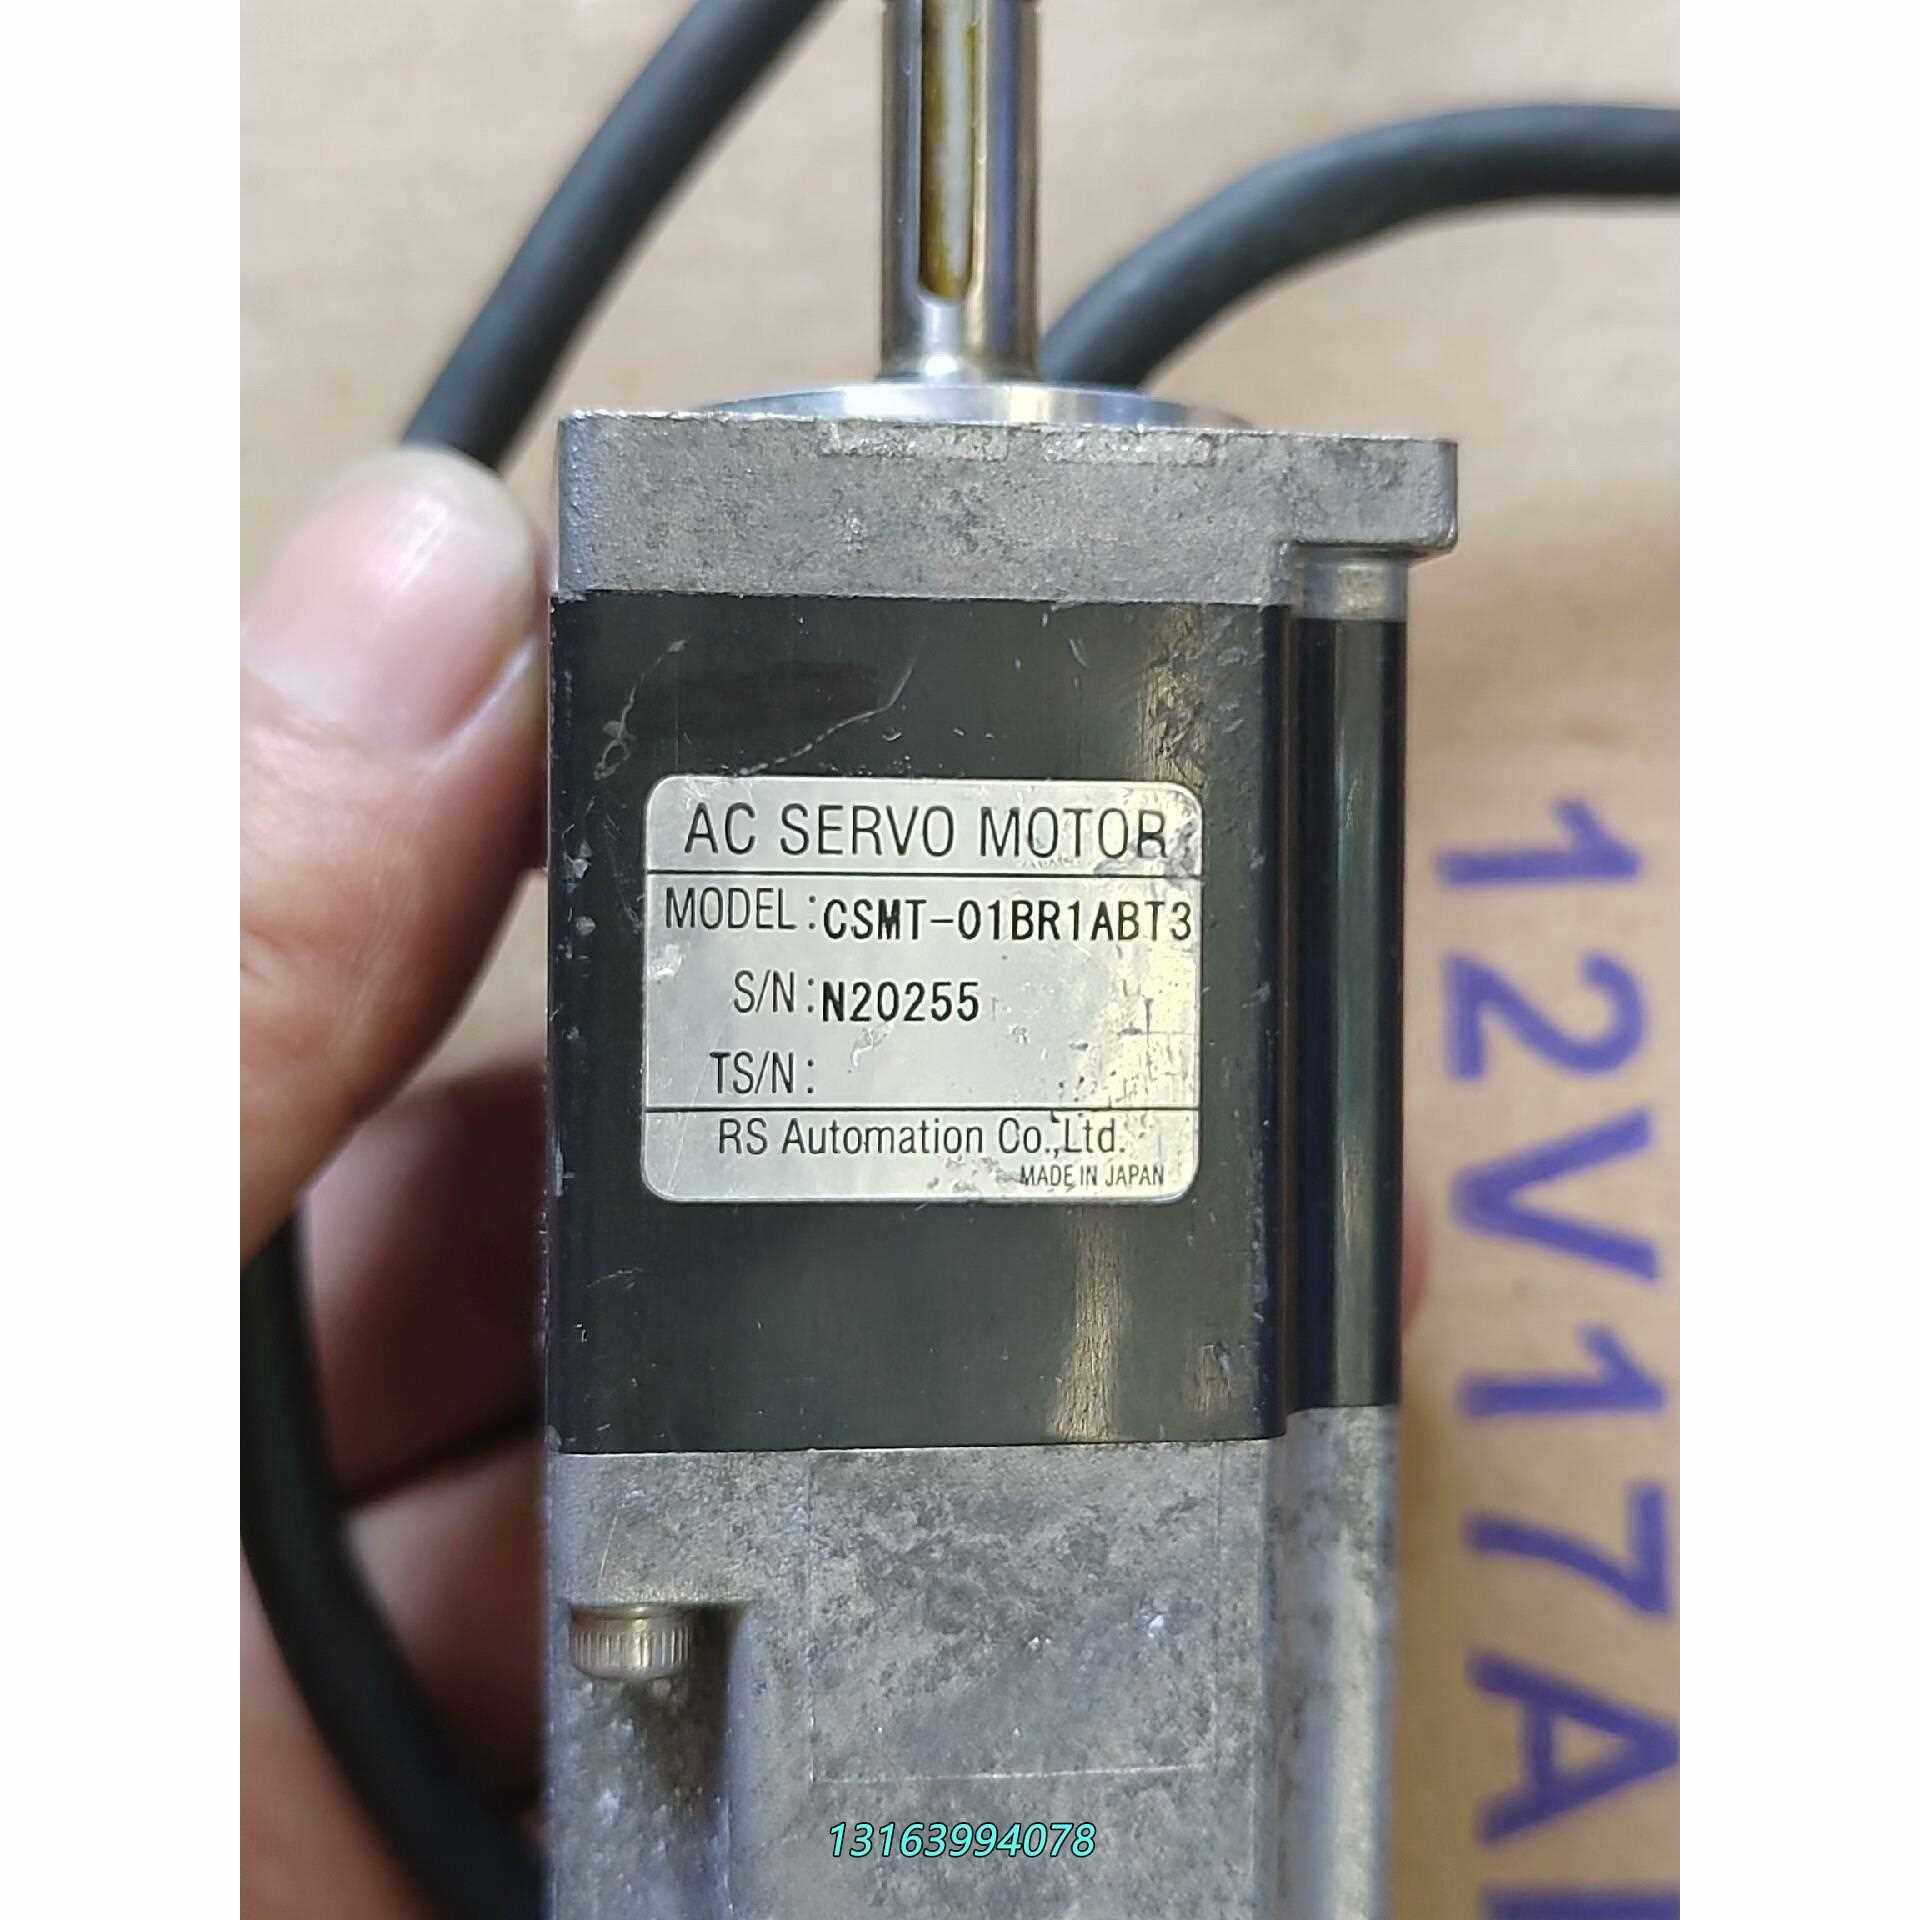 AC SERVO MOTOR
MODEL:CSMT-01BR1ABT3
S/N:N20255
TS/N:
RS Automation Co.,Ltd.
MADE IN JAPAN
12V17A
13163994078